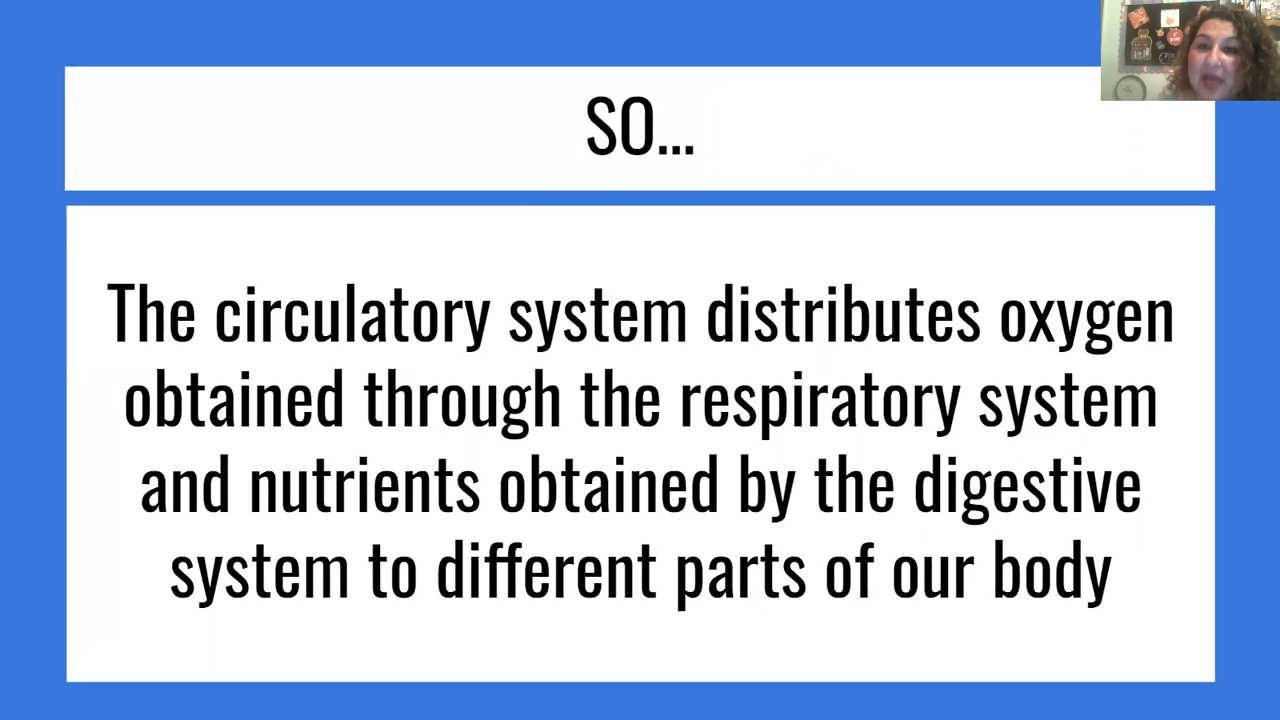 SO...
The circulatory system distributes oxygen
obtained through the respiratory system
and nutrients obtained by the digestive
system to different parts of our body